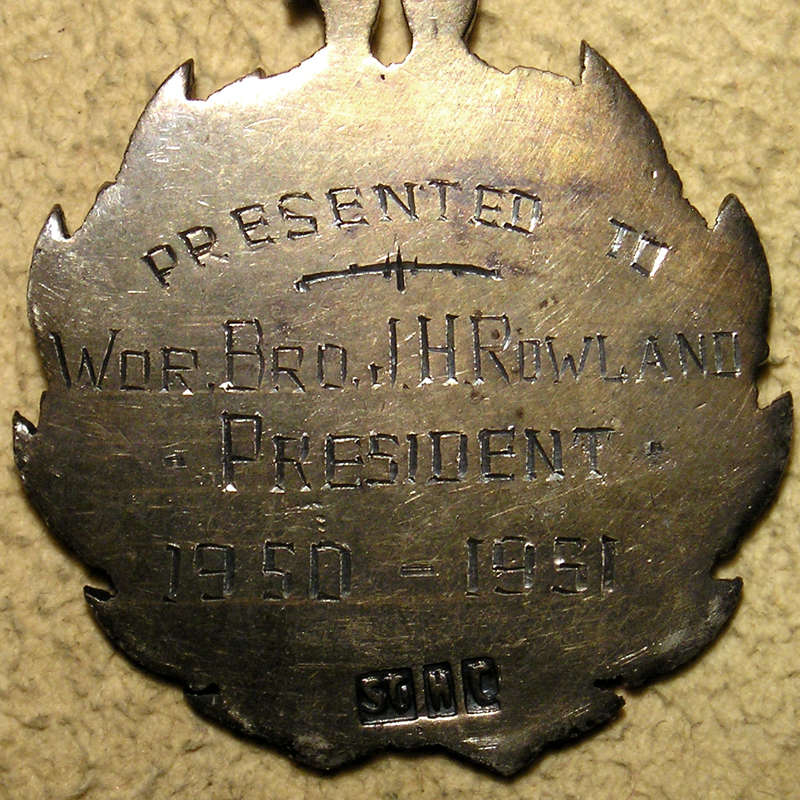 PRESENTED TO
WOR. BRO. J.H. ROWLAND
· PRESIDENT ·
1950 = 1951